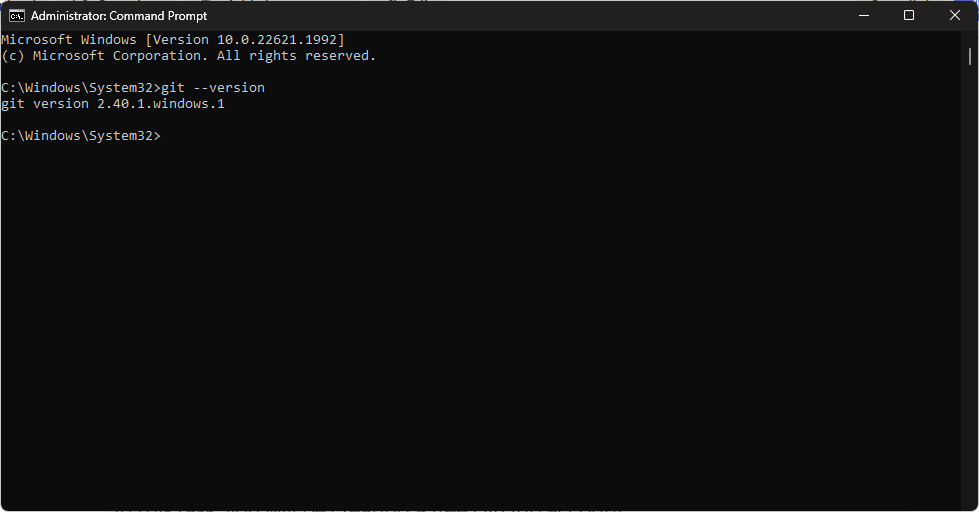 Administrator: Command Prompt
Microsoft Windows [Version 10.0.22621.1992]
(c) Microsoft Corporation. All rights reserved.
C:\Windows\System32>git --version
git version 2.40.1.windows.1
C:\Windows\System32>